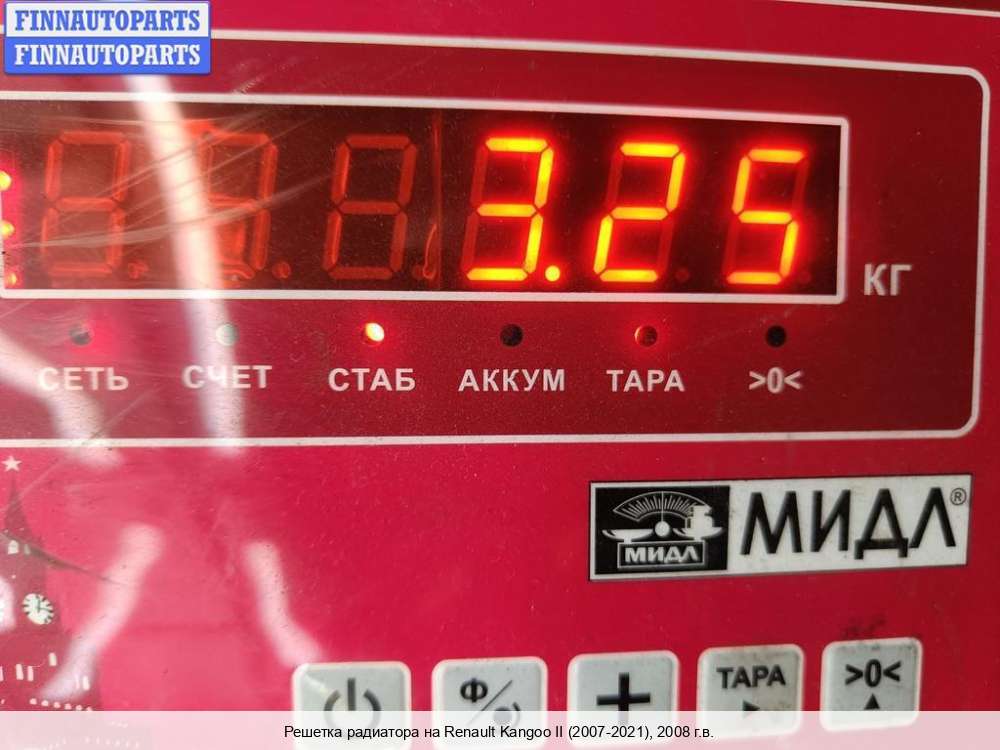 FINNAUTOPARTS
FINNAUTOPARTS
3.25
КГ
СЕТЬ СЧЕТ СТАБ АККУМ ТАРА >0<
МИДЛ МИДЛ®
Ф ТАРА >0<
Решетка радиатора на Renault Kangoo II (2007-2021), 2008 г.в.